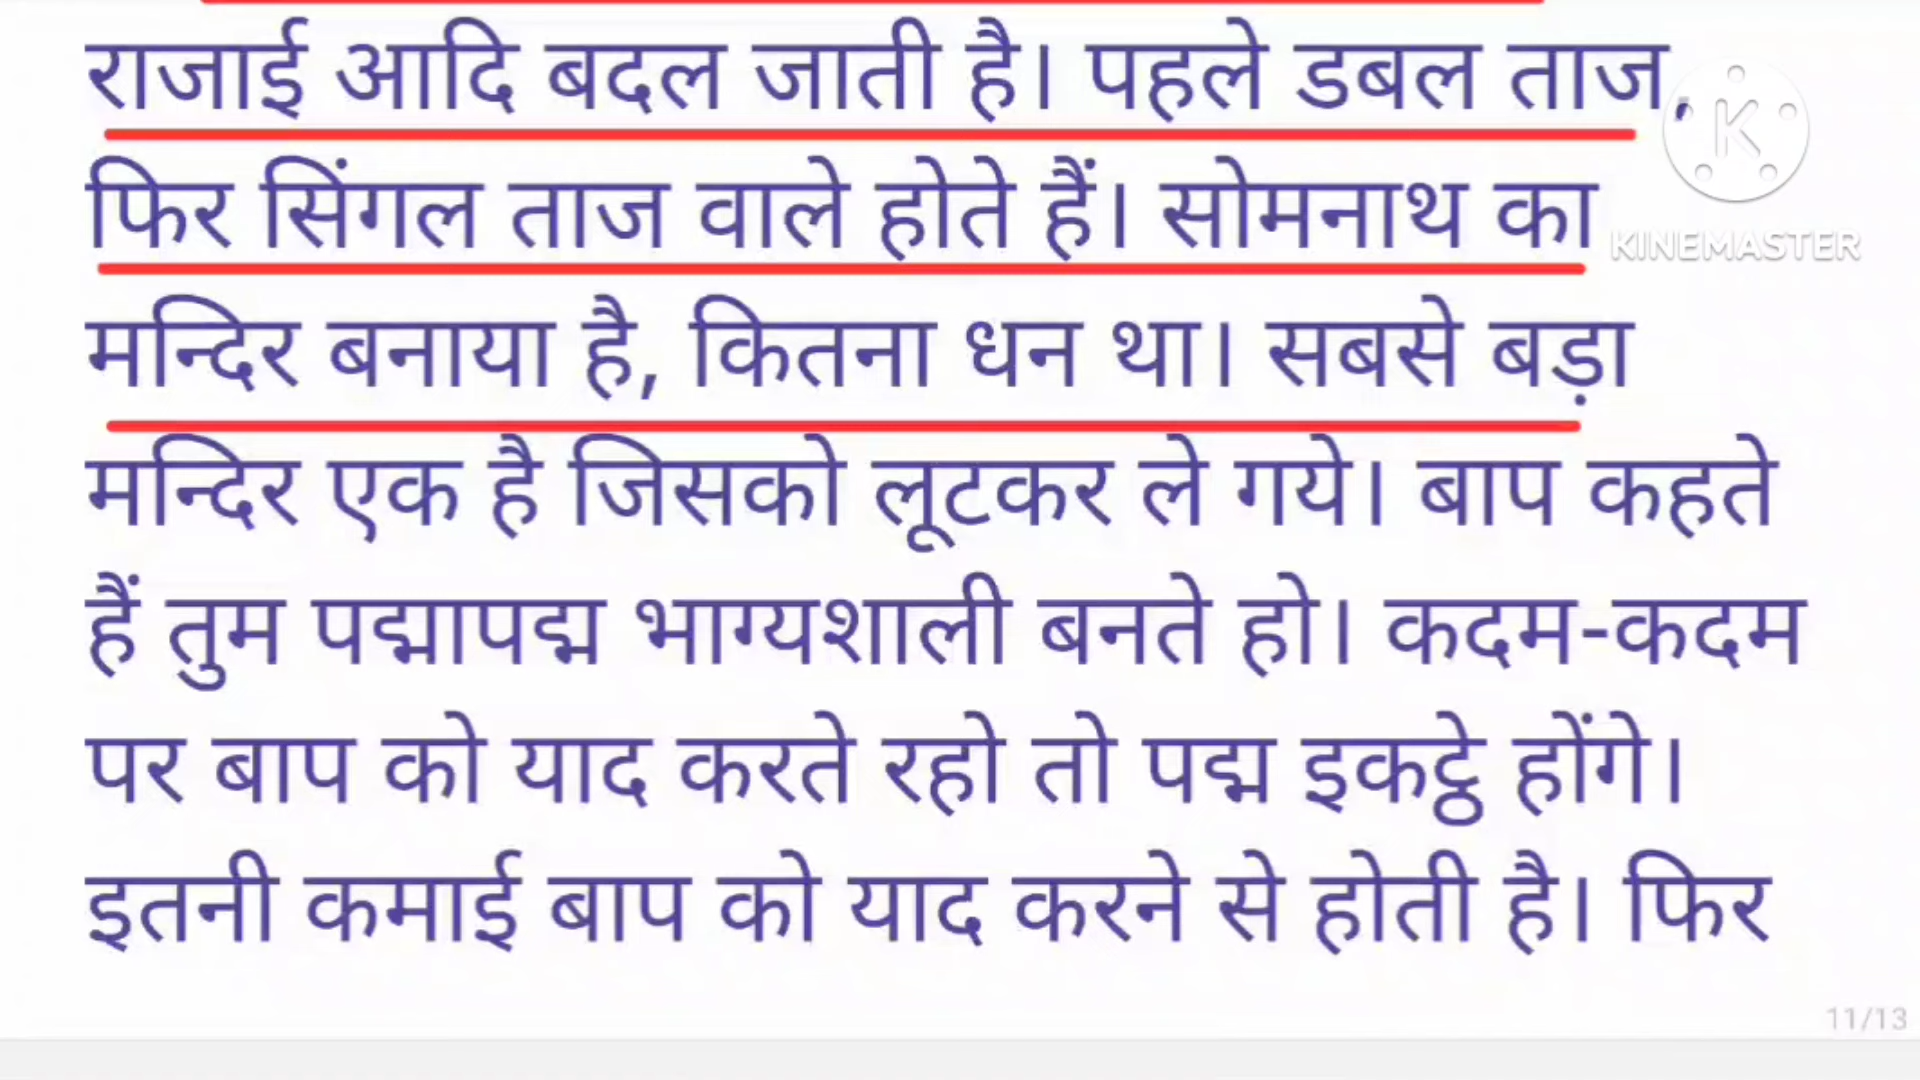 राजाई आदि बदल जाती है। पहले डबल ताज,
फिर सिंगल ताज वाले होते हैं। सोमनाथ का
मन्दिर बनाया है, कितना धन था। सबसे बड़ा
मन्दिर एक है जिसको लूटकर ले गये। बाप कहते
हैं तुम पद्मापद्म भाग्यशाली बनते हो। कदम-कदम
पर बाप को याद करते रहो तो पद्म इकट्ठे होंगे।
इतनी कमाई बाप को याद करने से होती है। फिर
K
KINEMASTER
11/13